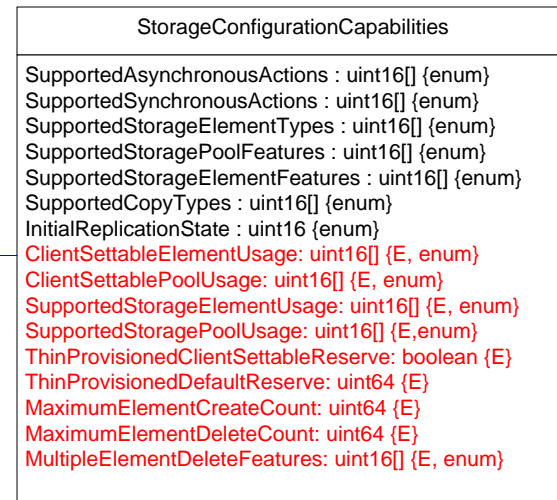 StorageConfigurationCapabilities
SupportedAsynchronousActions : uint16[] {enum}
SupportedSynchronousActions : uint16[] {enum}
SupportedStorageElementTypes : uint16[] {enum}
SupportedStoragePoolFeatures : uint16[] {enum}
SupportedStorageElementFeatures : uint16[] {enum}
SupportedCopyTypes : uint16[] {enum}
InitialReplicationState : uint16 {enum}
ClientSettableElementUsage: uint16[] {E, enum}
ClientSettablePoolUsage: uint16[] {E, enum}
SupportedStorageElementUsage: uint16[] {E, enum}
SupportedStoragePoolUsage: uint16[] {E,enum}
ThinProvisionedClientSettableReserve: boolean {E}
ThinProvisionedDefaultReserve: uint64 {E}
MaximumElementCreateCount: uint64 {E}
MaximumElementDeleteCount: uint64 {E}
MultipleElementDeleteFeatures: uint16[] {E, enum}